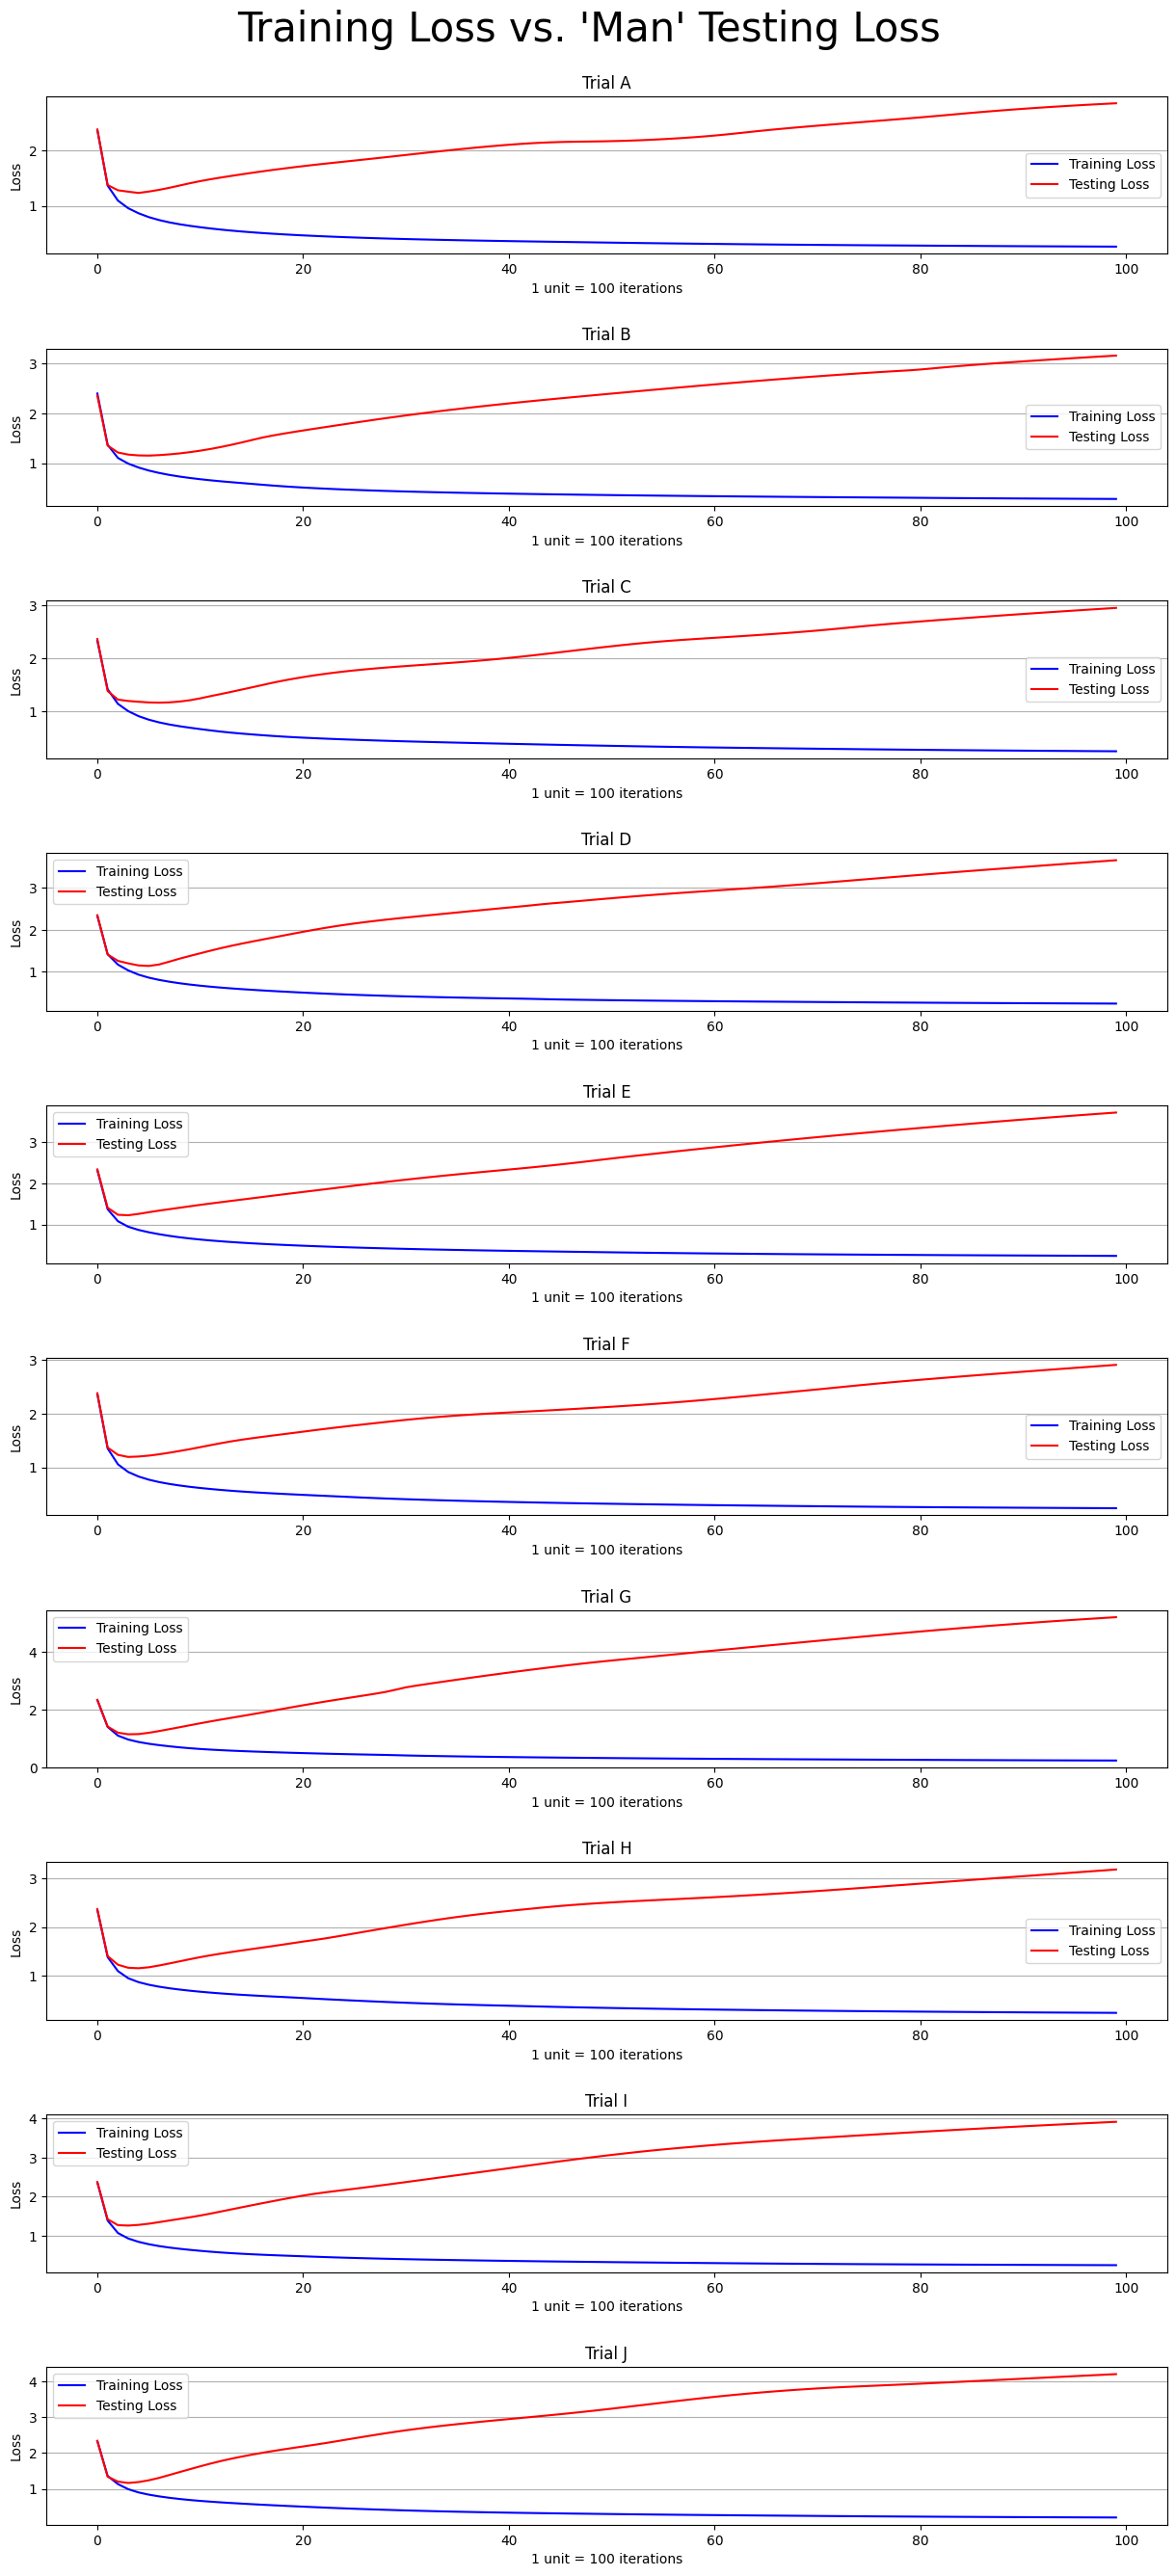 Training Loss vs. 'Man' Testing Loss
Trial A
Loss
2
1
Training Loss
Testing Loss
0 20 40 60 80 100
1 unit = 100 iterations
Trial B
Loss
3
2
1
Training Loss
Testing Loss
0 20 40 60 80 100
1 unit = 100 iterations
Trial C
Loss
3
2
1
Training Loss
Testing Loss
0 20 40 60 80 100
1 unit = 100 iterations
Trial D
Loss
3
2
1
Training Loss
Testing Loss
0 20 40 60 80 100
1 unit = 100 iterations
Trial E
Loss
3
2
1
Training Loss
Testing Loss
0 20 40 60 80 100
1 unit = 100 iterations
Trial F
Loss
3
2
1
Training Loss
Testing Loss
0 20 40 60 80 100
1 unit = 100 iterations
Trial G
Loss
4
2
0
Training Loss
Testing Loss
0 20 40 60 80 100
1 unit = 100 iterations
Trial H
Loss
3
2
1
Training Loss
Testing Loss
0 20 40 60 80 100
1 unit = 100 iterations
Trial I
Loss
4
3
2
1
Training Loss
Testing Loss
0 20 40 60 80 100
1 unit = 100 iterations
Trial J
Loss
4
3
2
1
Training Loss
Testing Loss
0 20 40 60 80 100
1 unit = 100 iterations